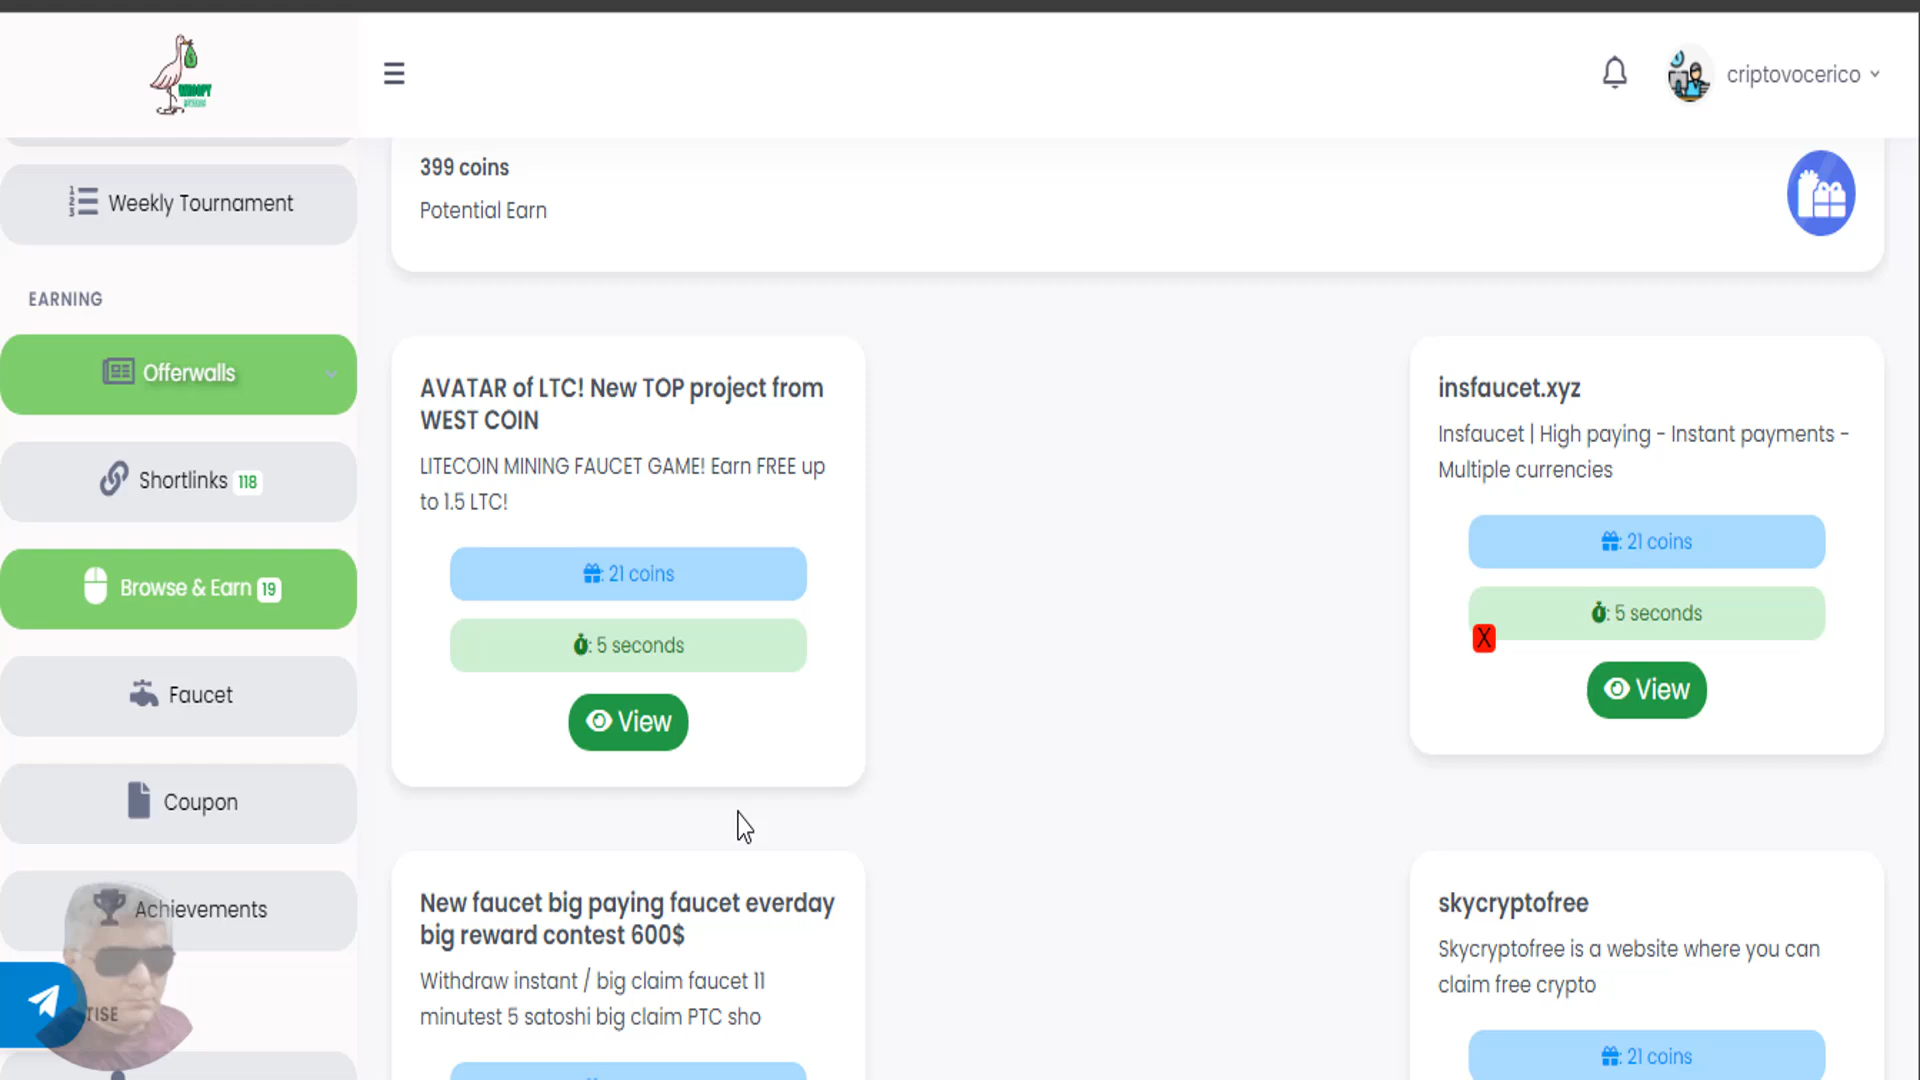 WHOOPY
criptovocerico
399 coins
Potential Earn
Weekly Tournament
EARNING
Offerwalls
Shortlinks 118
Browse & Earn 19
Faucet
Coupon
Achievements
TISE
AVATAR of LTC! New TOP project from
WEST COIN
LITECOIN MINING FAUCET GAME! Earn FREE up
to 1.5 LTC!
: 21 coins
: 5 seconds
View
insfaucet.xyz
Insfaucet | High paying - Instant payments -
Multiple currencies
: 21 coins
: 5 seconds
X
View
New faucet big paying faucet everday
big reward contest 600$
Withdraw instant / big claim faucet 11
minutest 5 satoshi big claim PTC sho
skycryptofree
Skycryptofree is a website where you can
claim free crypto
: 21 coins